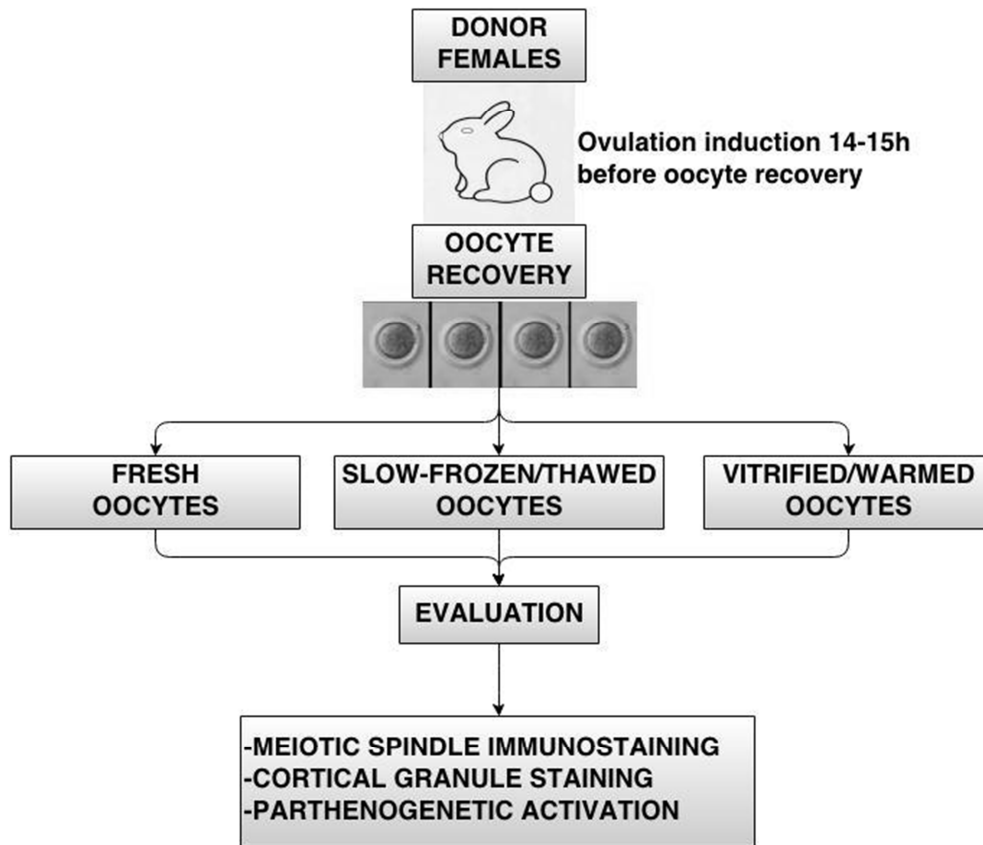 DONOR
FEMALES
Ovulation induction 14-15h
before oocyte recovery
OOCYTE
RECOVERY
FRESH
OOCYTES
SLOW-FROZEN/THAWED
OOCYTES
VITRIFIED/WARMED
OOCYTES
EVALUATION
-MEIOTIC SPINDLE IMMUNOSTAINING
-CORTICAL GRANULE STAINING
-PARTHENOGENETIC ACTIVATION